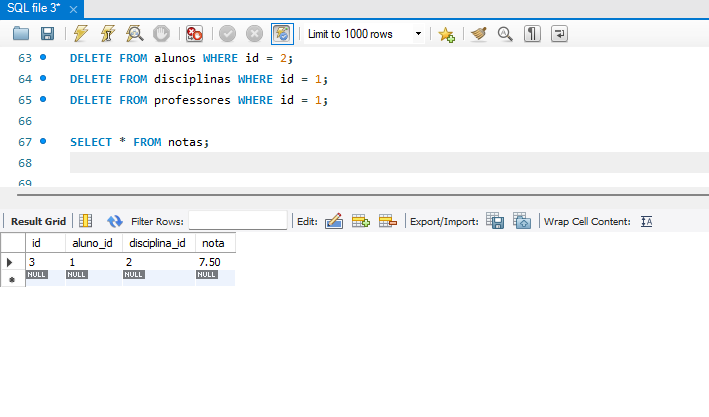 SQL file 3*
Limit to 1000 rows
63 DELETE FROM alunos WHERE id = 2;
64 DELETE FROM disciplinas WHERE id = 1;
65 DELETE FROM professores WHERE id = 1;
66
67 SELECT * FROM notas;
68
69
Result Grid Filter Rows: Edit: Export/Import: Wrap Cell Content: IA
id aluno_id disciplina_id nota
3 1 2 7.50
NULL NULL NULL NULL